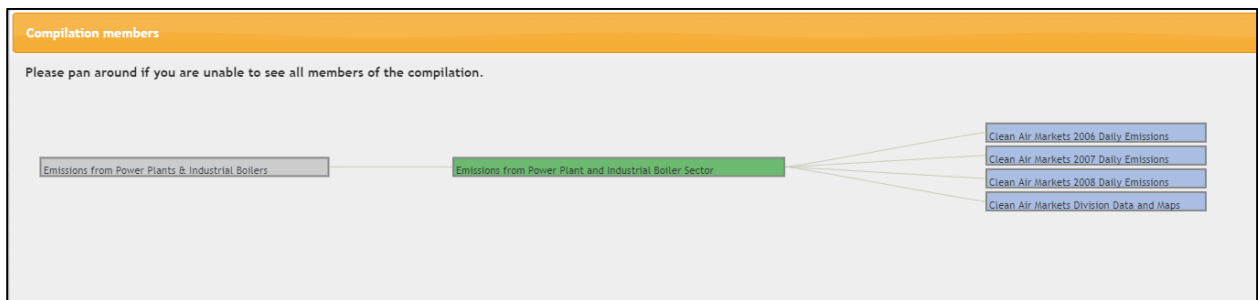 Compilation members
Please pan around if you are unable to see all members of the compilation.
Emissions from Power Plants & Industrial Boilers
Emissions from Power Plant and Industrial Boiler Sector
Clean Air Markets 2006 Daily Emissions
Clean Air Markets 2007 Daily Emissions
Clean Air Markets 2008 Daily Emissions
Clean Air Markets Division Data and Maps